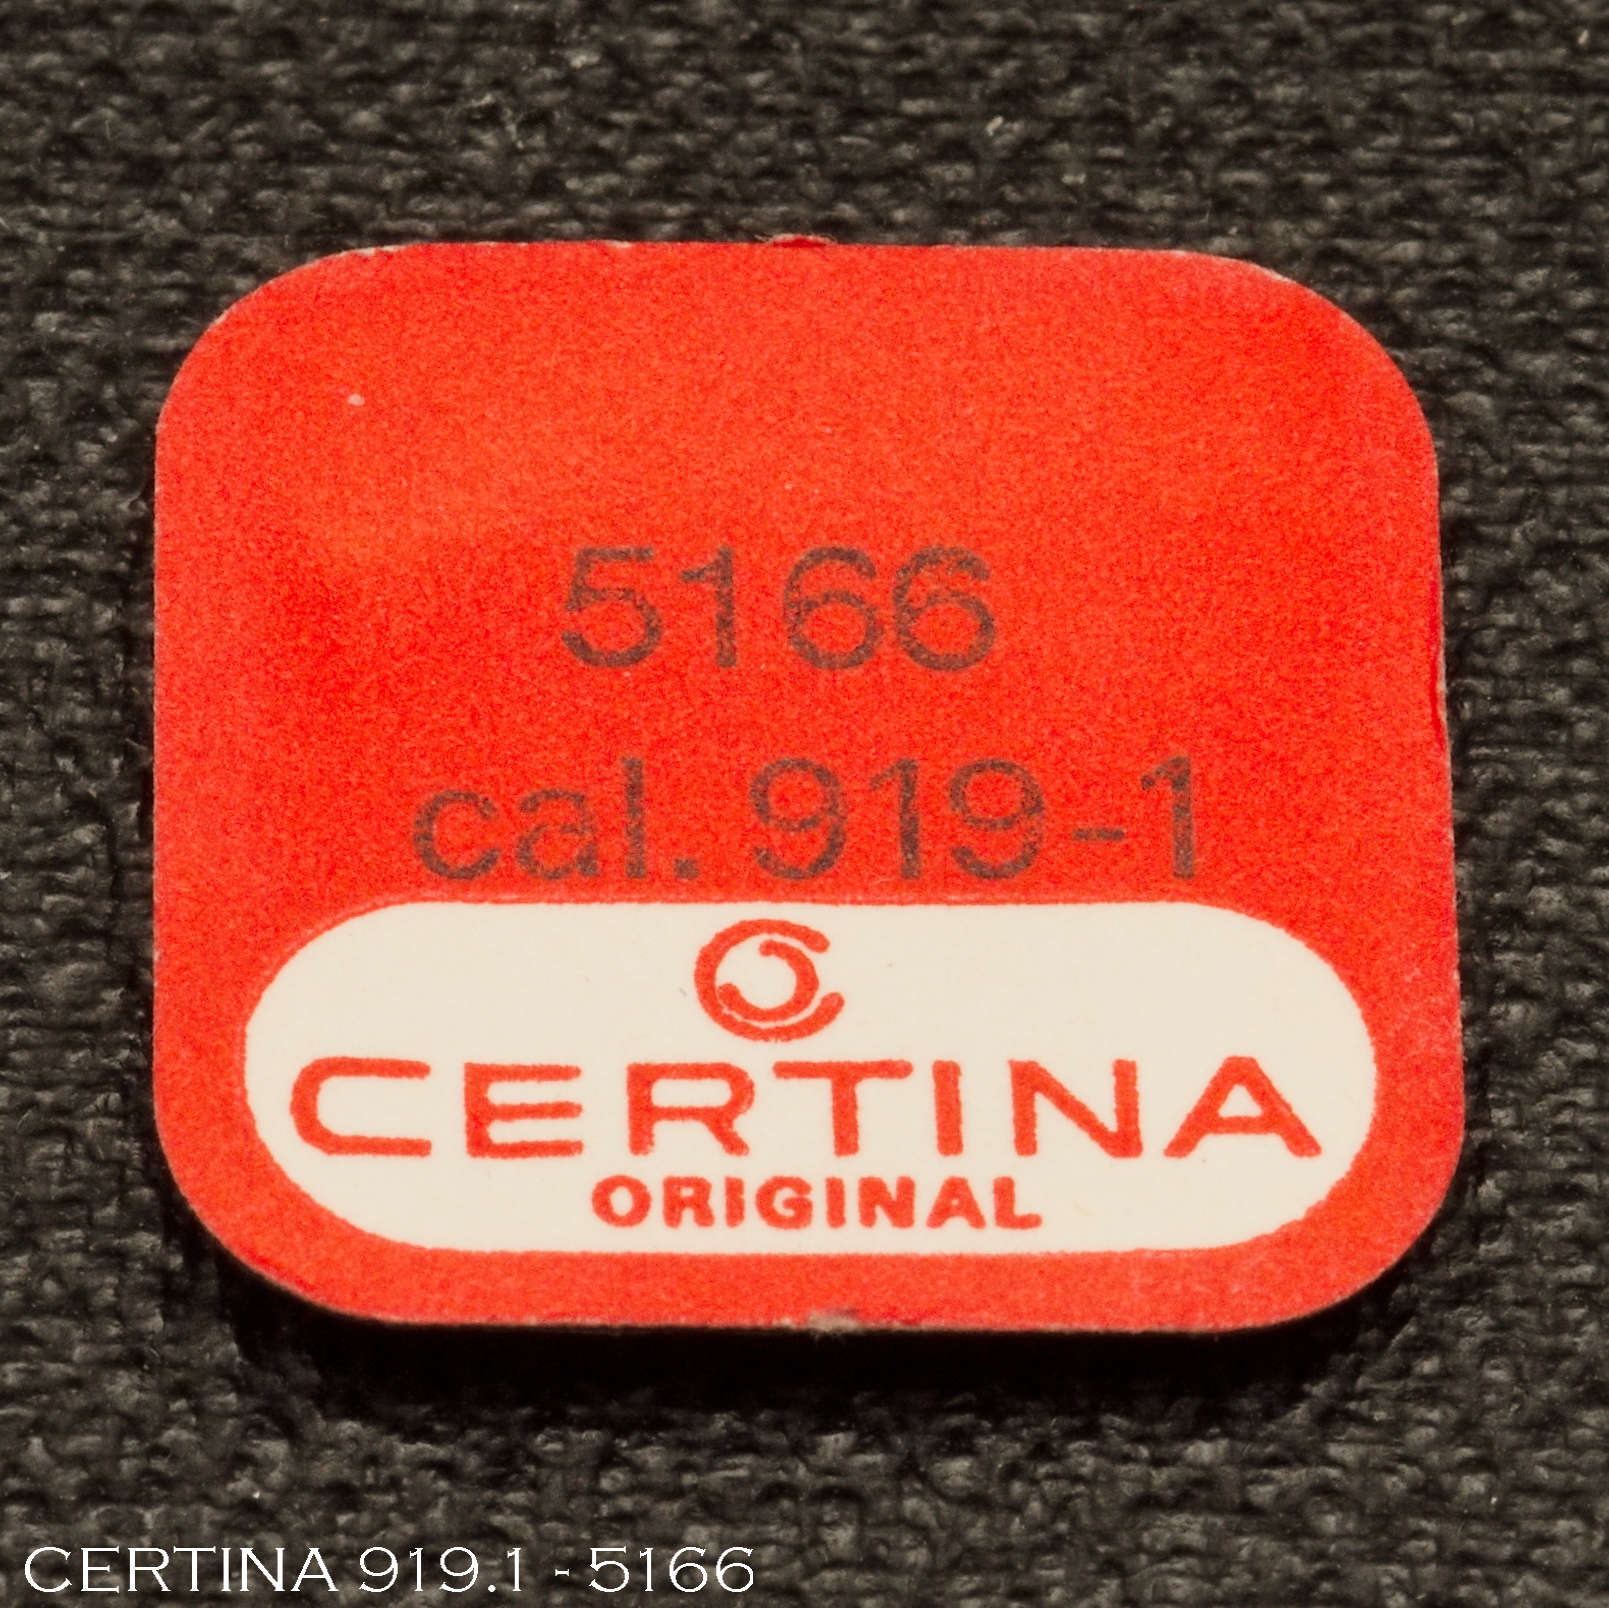 5166
cal. 919-1
CERTINA
ORIGINAL
CERTINA 919.1 - 5166